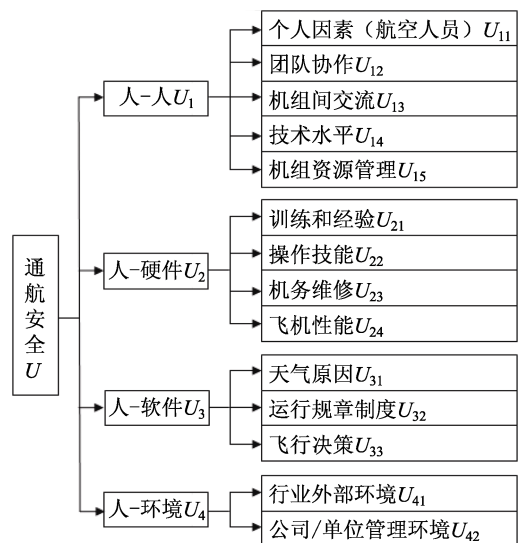 通航安全U
人-人U1
个人因素（航空人员）U11
团队协作U12
机组间交流U13
技术水平U14
机组资源管理U15
人-硬件U2
训练和经验U21
操作技能U22
机务维修U23
飞机性能U24
人-软件U3
天气原因U31
运行规章制度U32
飞行决策U33
人-环境U4
行业外部环境U41
公司/单位管理环境U42